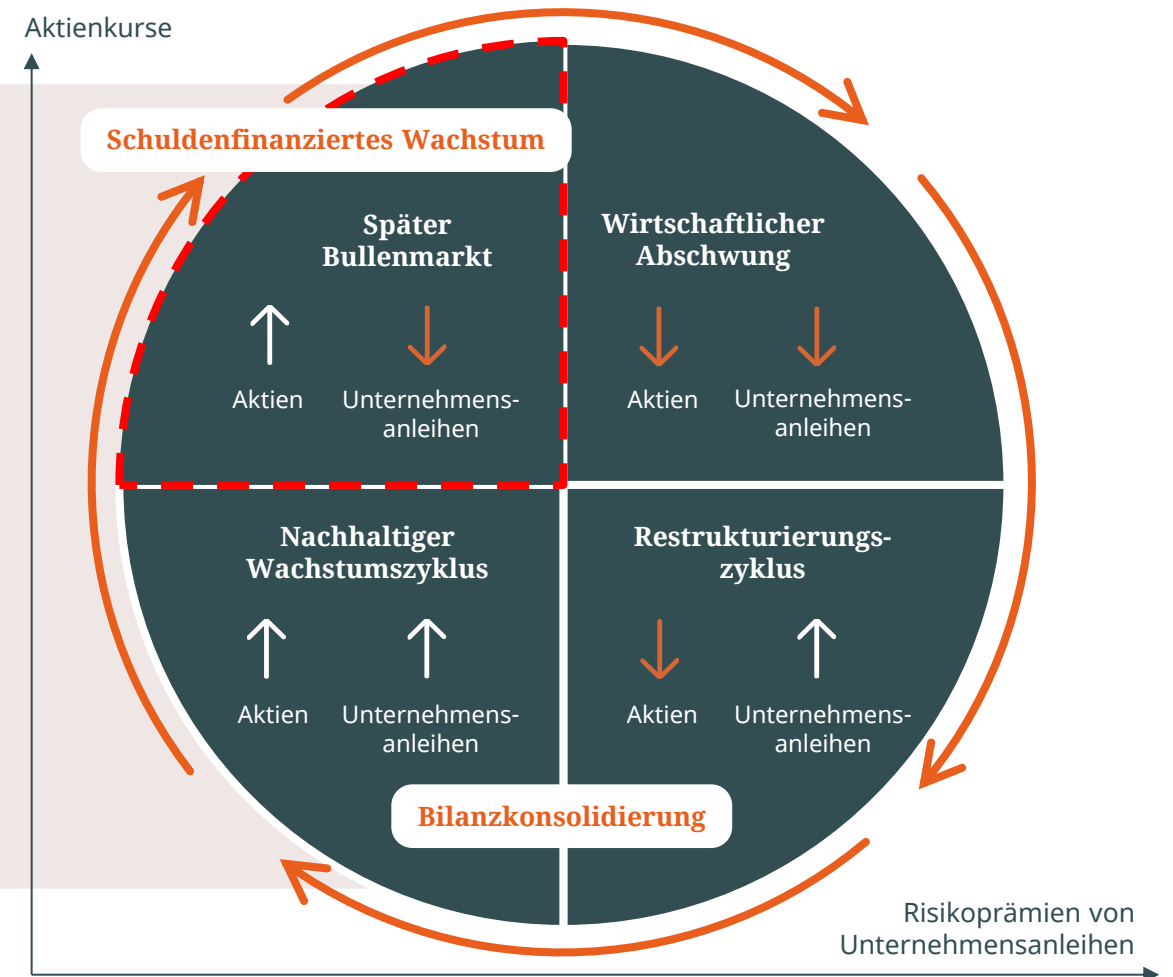 Aktienkurse
Schuldenfinanziertes Wachstum
Später
Bullenmarkt
Aktien
Unternehmens-
anleihen
Wirtschaftlicher
Abschwung
Aktien
Unternehmens-
anleihen
Nachhaltiger
Wachstumszyklus
Aktien
Unternehmens-
anleihen
Restrukturierungs-
zyklus
Aktien
Unternehmens-
anleihen
Bilanzkonsolidierung
Risikoprämien von
Unternehmensanleihen